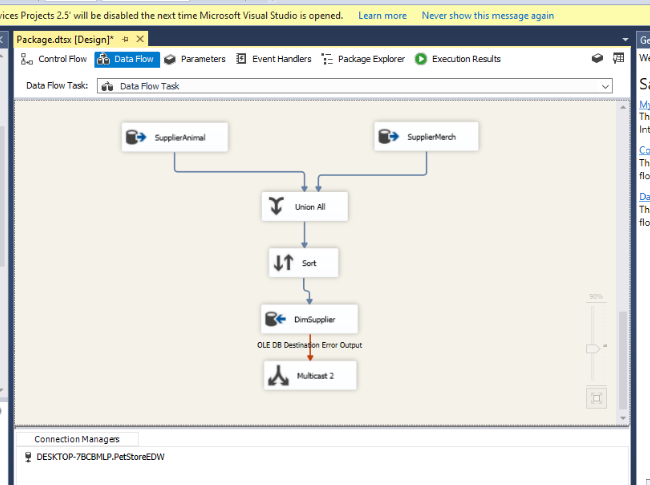 vices Projects 2.5' will be disabled the next time Microsoft Visual Studio is opened. Learn more Never show this message again
Package.dtsx [Design]*
Ge
Control Flow Data Flow Parameters Event Handlers Package Explorer Execution Results
We
Data Flow Task: Data Flow Task
Sa
My
Th
Int
Co
Th
flo
Da
Th
flo
SupplierAnimal
SupplierMerch
Union All
Sort
DimSupplier
OLE DB Destination Error Output
Multicast 2
90%
Connection Managers
DESKTOP-7BCBMLP.PetStoreEDW